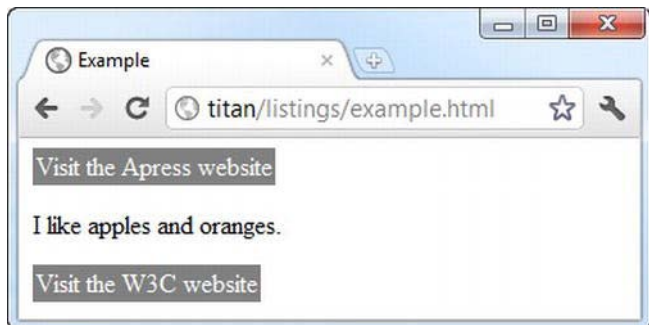 Example
titan/listings/example.html
Visit the Apress website
I like apples and oranges.
Visit the W3C website